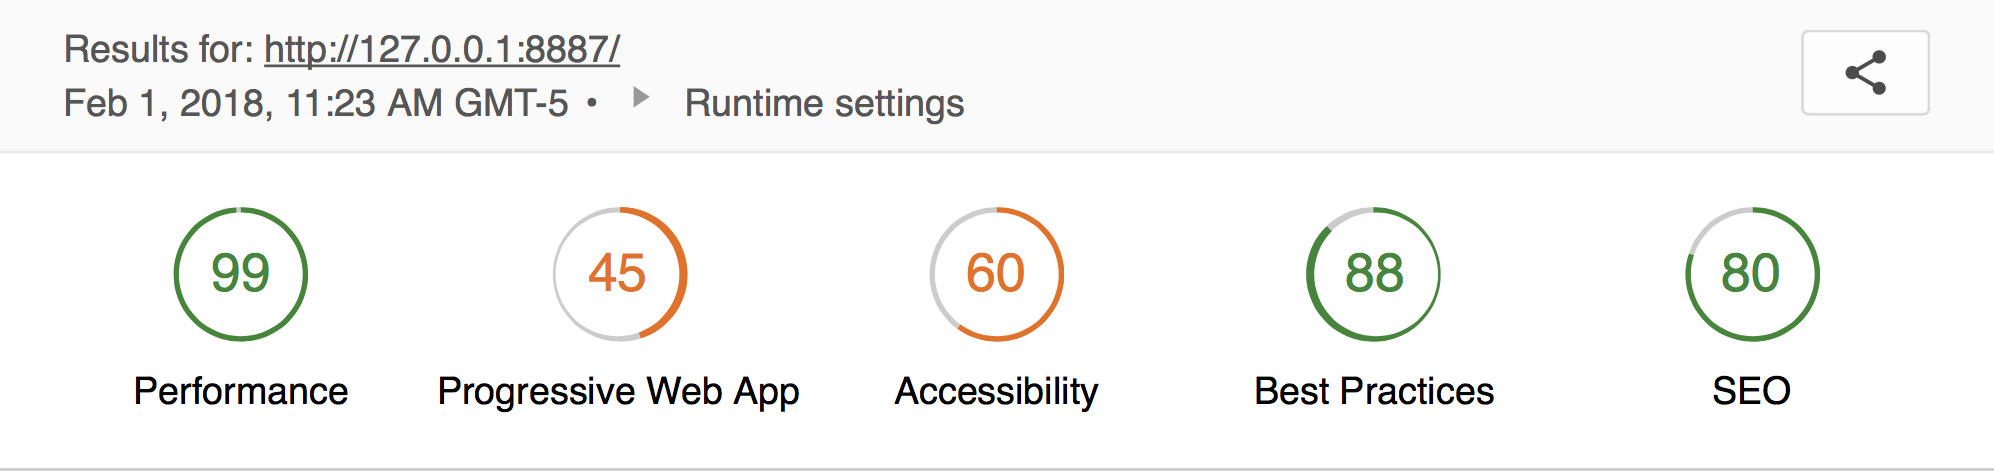 Results for: http://127.0.0.1:8887/
Feb 1, 2018, 11:23 AM GMT-5 • ▶ Runtime settings
99 45 60 88 80
Performance Progressive Web App Accessibility Best Practices SEO